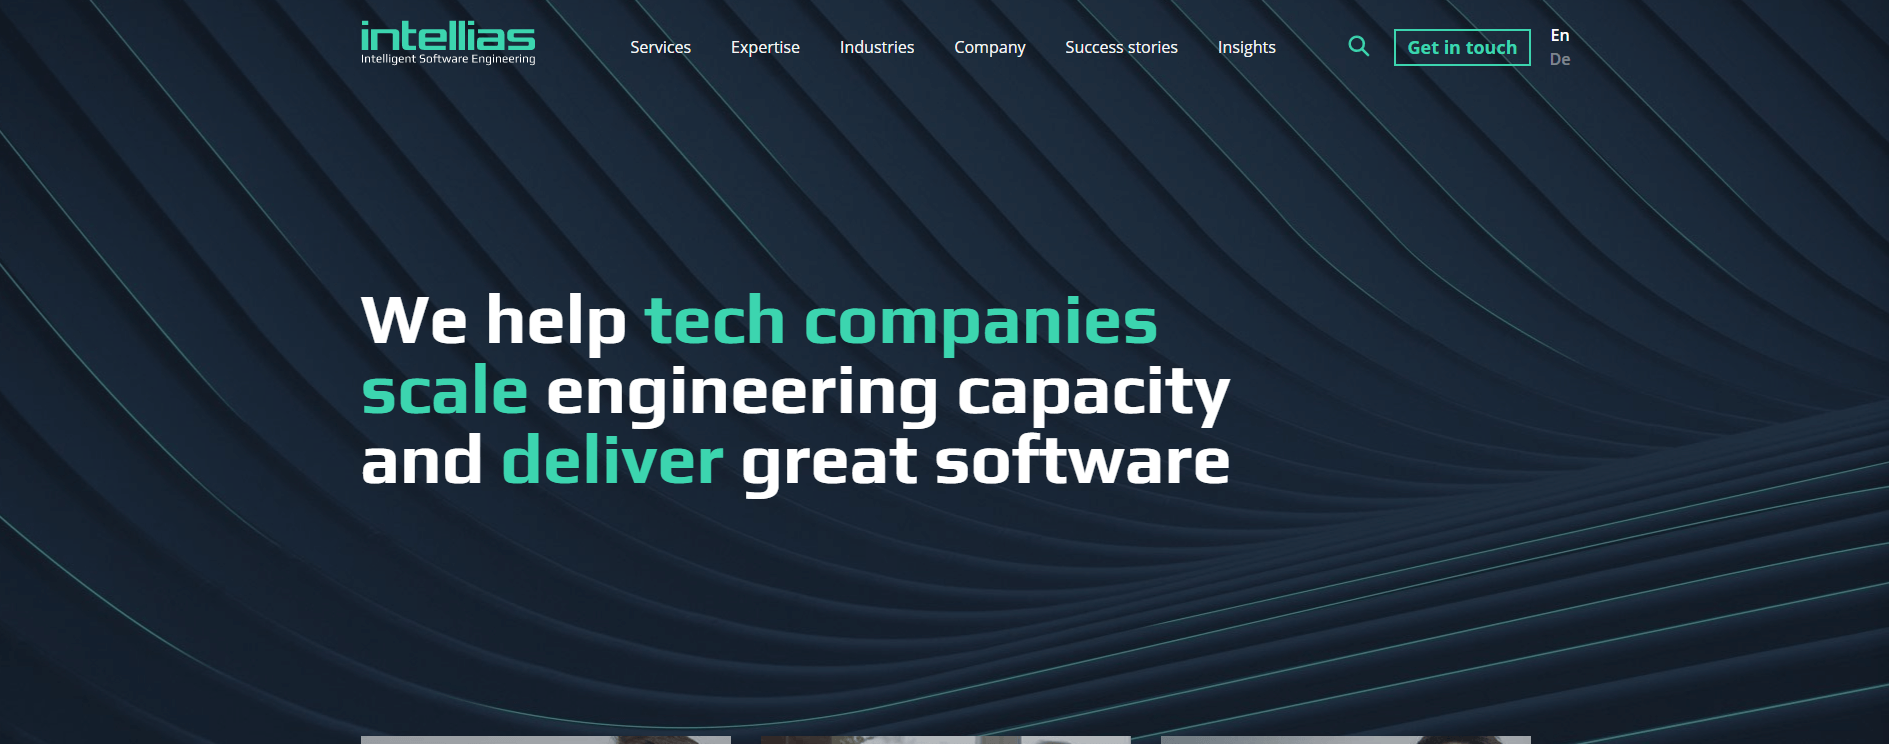 intellias
Intelligent Software Engineering
Services Expertise Industries Company Success stories Insights
Get in touch
En
De
We help tech companies
scale engineering capacity
and deliver great software